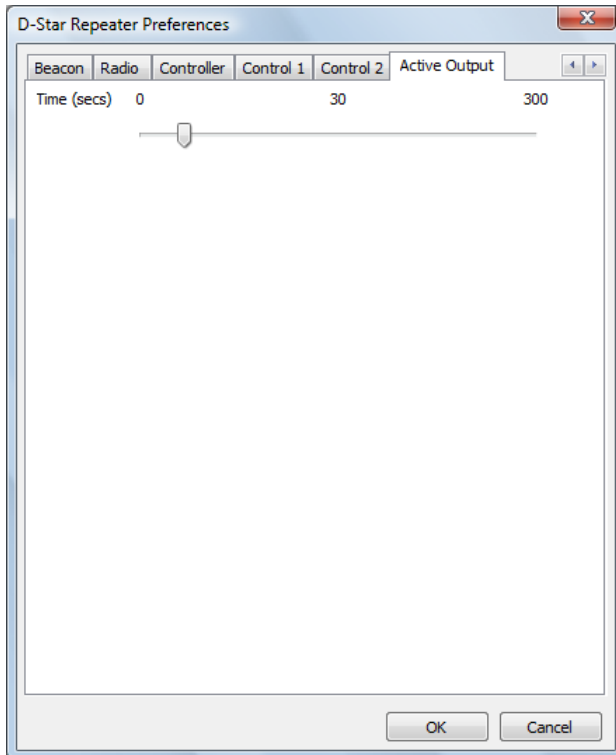 D-Star Repeater Preferences
Beacon Radio Controller Control 1 Control 2 Active Output
Time (secs) 0 30 300
OK Cancel